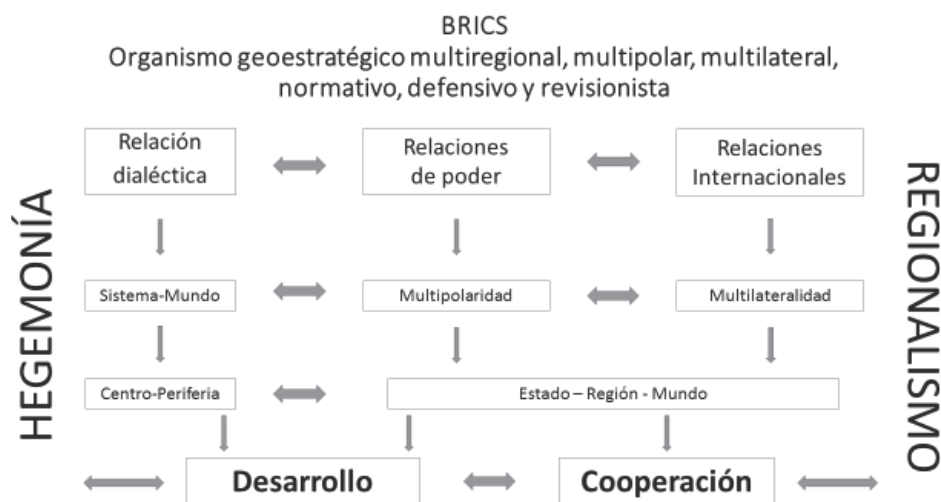 BRICS
Organismo geoestratégico multiregional, multipolar, multilateral,
normativo, defensivo y revisionista
HEGEMONÍA
REGIONALISMO
Relación
dialéctica
Relaciones
de poder
Relaciones
Internacionales
Sistema-Mundo
Multipolaridad
Multilateralidad
Centro-Periferia
Estado – Región - Mundo
Desarrollo
Cooperación